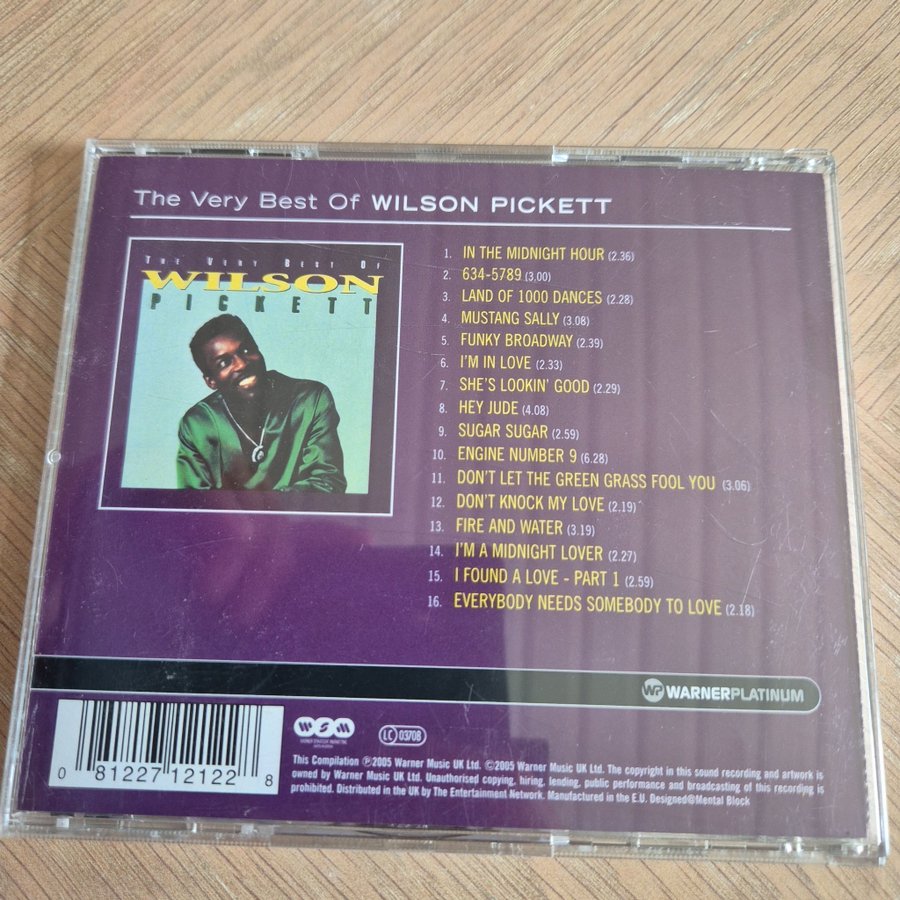 The Very Best Of WILSON PICKETT
THE VERY BEST OF
WILSON
PICKETT
1. IN THE MIDNIGHT HOUR (2.36)
2. 634-5789 (3.00)
3. LAND OF 1000 DANCES (2.28)
4. MUSTANG SALLY (3.08)
5. FUNKY BROADWAY (2.39)
6. I'M IN LOVE (2.33)
7. SHE'S LOOKIN' GOOD (2.29)
8. HEY JUDE (4.08)
9. SUGAR SUGAR (2.59)
10. ENGINE NUMBER 9 (6.28)
11. DON'T LET THE GREEN GRASS FOOL YOU (3.06)
12. DON'T KNOCK MY LOVE (2.19)
13. FIRE AND WATER (3.19)
14. I'M A MIDNIGHT LOVER (2.27)
15. I FOUND A LOVE - PART 1 (2.59)
16. EVERYBODY NEEDS SOMEBODY TO LOVE (2.18)
WP WARNERPLATINUM
0 81227 12122 8
WSM
LC 03708
This Compilation ℗2005 Warner Music UK Ltd. ©2005 Warner Music UK Ltd. The copyright in this sound recording and artwork is
owned by Warner Music UK Ltd. Unauthorised copying, hiring, lending, public performance and broadcasting of this recording is
prohibited. Distributed in the UK by The Entertainment Network. Manufactured in the E.U. Designed@Mental Block